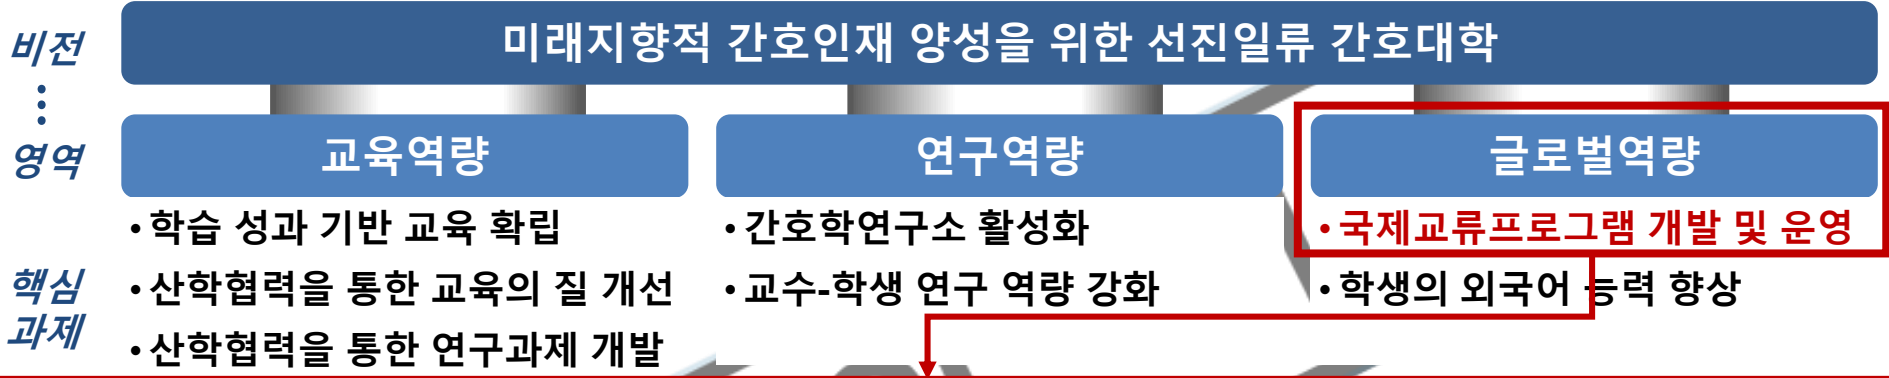 비전
미래지향적 간호인재 양성을 위한 선진일류 간호대학
영역
교육역량
연구역량
글로벌역량
핵심
과제
•학습 성과 기반 교육 확립
•산학협력을 통한 교육의 질 개선
•산학협력을 통한 연구과제 개발
•간호학연구소 활성화
•교수-학생 연구 역량 강화
•국제교류프로그램 개발 및 운영
•학생의 외국어 능력 향상